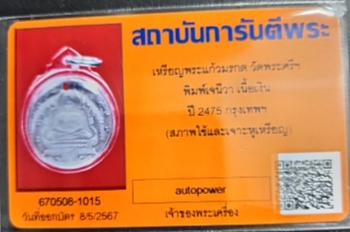 สถาบันการันตีพระ
เหรียญพระแก้วมรกต วัดพระศรีฯ
พิมพ์เจนีวา เนื้อเงิน
ปี 2475 กรุงเทพฯ
(สภาพใช้และเจาะหูเหรียญ)
670508-1015
วันที่ออกบัตร 8/5/2567
autopower
เจ้าของพระเครื่อง